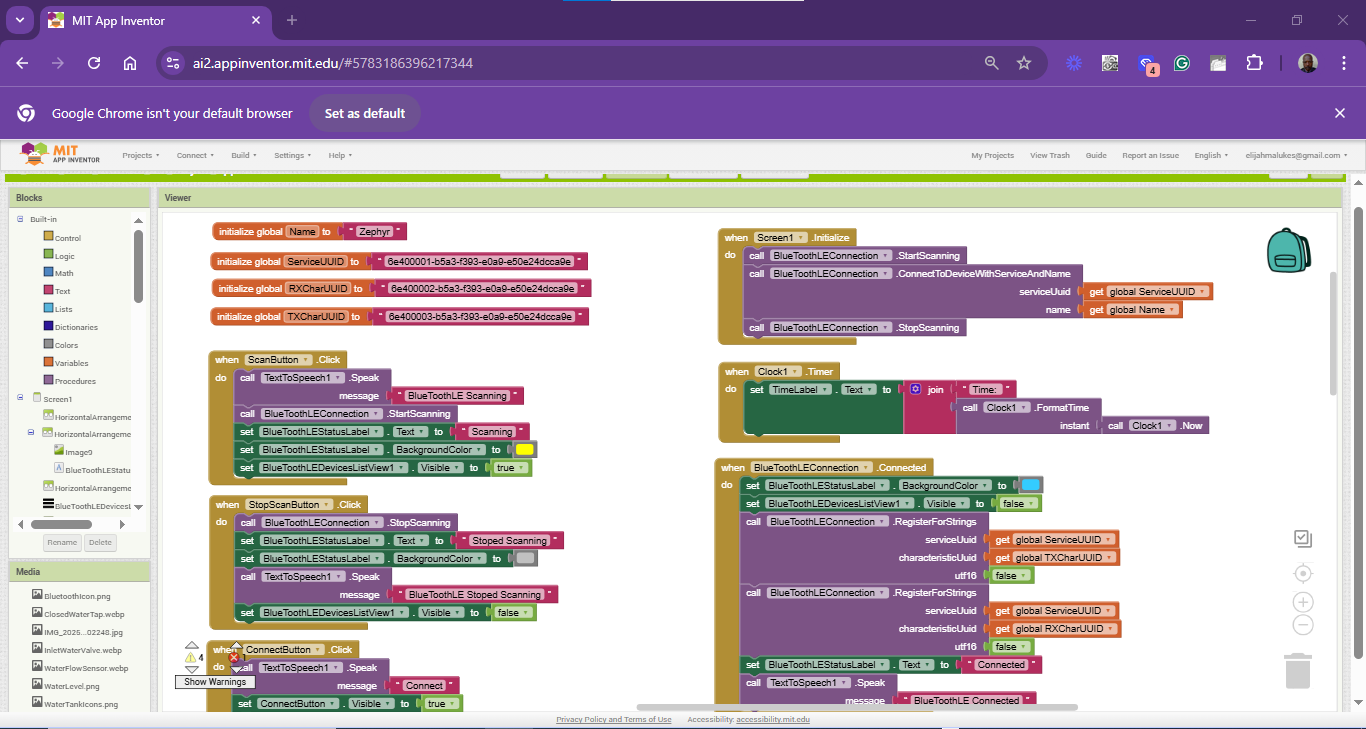 MIT App Inventor
ai2.appinventor.mit.edu/#5783186396217344
4
Google Chrome isn't your default browser
Set as default
MIT
APP INVENTOR
Projects
Connect
Build
Settings
Help
My Projects
View Trash
Guide
Report an Issue
English
elijahmalukes@gmail.com
Blocks
Built-in
Control
Logic
Math
Text
Lists
Dictionaries
Colors
Variables
Procedures
Screen1
HorizontalArrangeme
HorizontalArrangeme
Image9
BlueToothLEStatu
HorizontalArrangeme
BlueToothLEDevicesL
Rename
Delete
Media
BluetoothIcon.png
ClosedWaterTap.webp
IMG_2025...02248.jpg
InletWaterValve.webp
WaterFlowSensor.webp
WaterLevel.png
WaterTankIcons.png
Viewer
initialize global Name to " Zephyr "
initialize global ServiceUUID to " 6e400001-b5a3-f393-e0a9-e50e24dcca9e "
initialize global RXCharUUID to " 6e400002-b5a3-f393-e0a9-e50e24dcca9e "
initialize global TXCharUUID to " 6e400003-b5a3-f393-e0a9-e50e24dcca9e "
when ScanButton .Click
do call TextToSpeech1 .Speak
message " BlueToothLE Scanning "
call BlueToothLEConnection .StartScanning
set BlueToothLEStatusLabel . Text to " Scanning "
set BlueToothLEStatusLabel . BackgroundColor to
set BlueToothLEDevicesListView1 . Visible to true
when StopScanButton .Click
do call BlueToothLEConnection .StopScanning
set BlueToothLEStatusLabel . Text to " Stoped Scanning "
set BlueToothLEStatusLabel . BackgroundColor to
call TextToSpeech1 .Speak
message " BlueToothLE Stoped Scanning "
set BlueToothLEDevicesListView1 . Visible to false
when ConnectButton .Click
do call TextToSpeech1 .Speak
message " Connect "
set ConnectButton . Visible to true
4
1
Show Warnings
when Screen1 .Initialize
do call BlueToothLEConnection .StartScanning
call BlueToothLEConnection .ConnectToDeviceWithServiceAndName
serviceUuid get global ServiceUUID
name get global Name
call BlueToothLEConnection .StopScanning
when Clock1 .Timer
do set TimeLabel . Text to join " Time: "
call Clock1 .FormatTime
instant call Clock1 .Now
when BlueToothLEConnection .Connected
do set BlueToothLEStatusLabel . BackgroundColor to
set BlueToothLEDevicesListView1 . Visible to false
call BlueToothLEConnection .RegisterForStrings
serviceUuid get global ServiceUUID
characteristicUuid get global TXCharUUID
utf16 false
call BlueToothLEConnection .RegisterForStrings
serviceUuid get global ServiceUUID
characteristicUuid get global RXCharUUID
utf16 false
set BlueToothLEStatusLabel . Text to " Connected "
call TextToSpeech1 .Speak
message " BlueToothLE Connected "
Privacy Policy and Terms of Use
Accessibility: accessibility.mit.edu